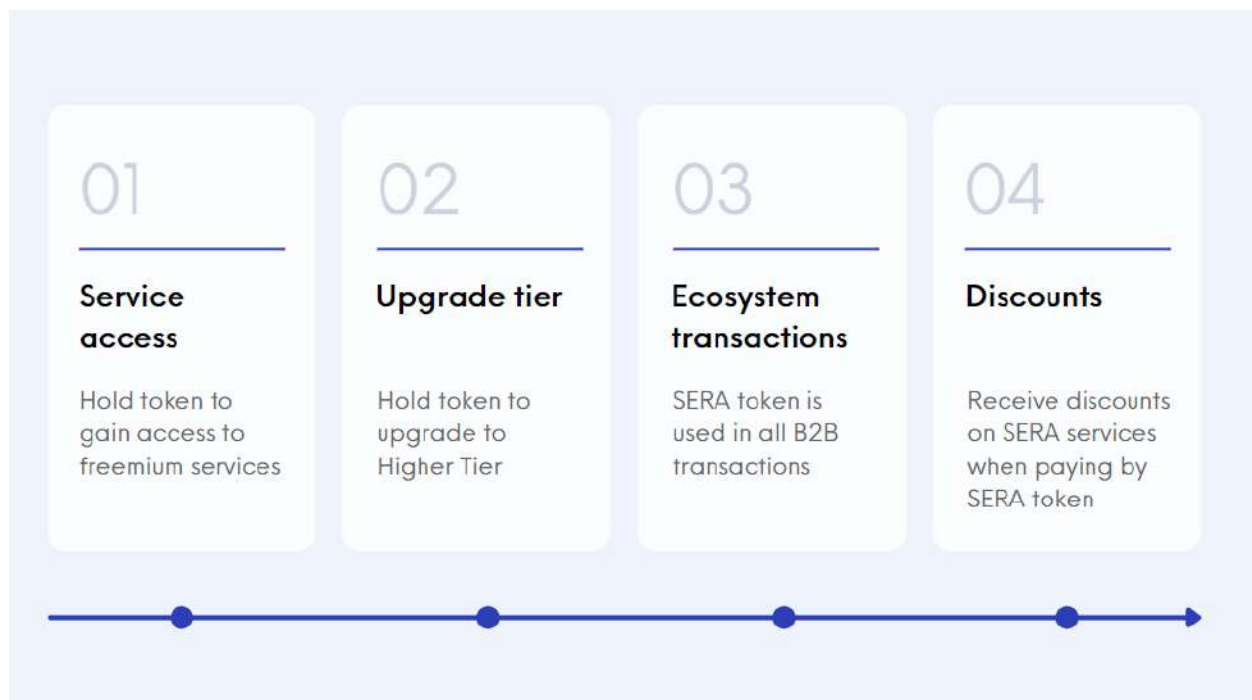 01
Service
access
Hold token to
gain access to
freemium services
02
Upgrade tier
Hold token to
upgrade to
Higher Tier
03
Ecosystem
transactions
SERA token is
used in all B2B
transactions
04
Discounts
Receive discounts
on SERA services
when paying by
SERA token